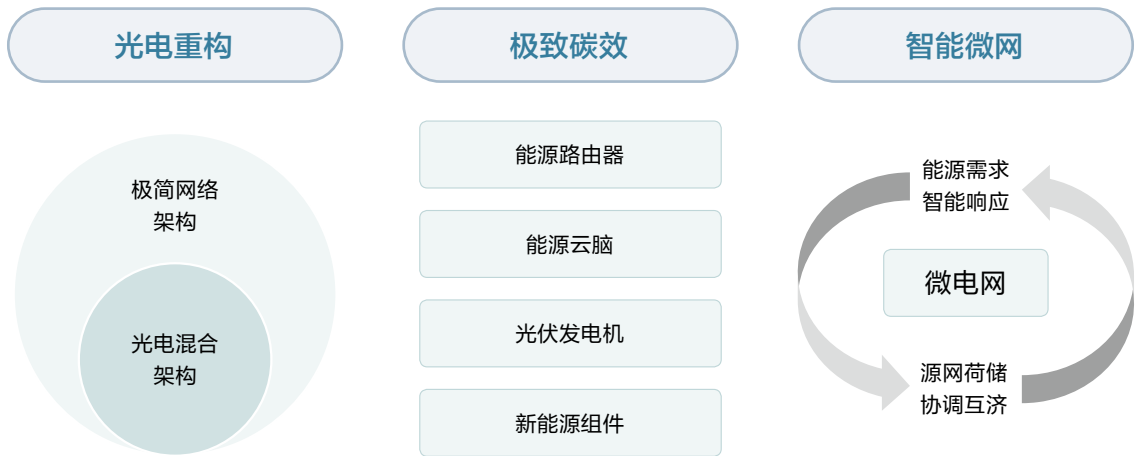 光电重构
极简网络
架构
光电混合
架构
极致碳效
能源路由器
能源云脑
光伏发电机
新能源组件
智能微网
能源需求
智能响应
微电网
源网荷储
协调互济